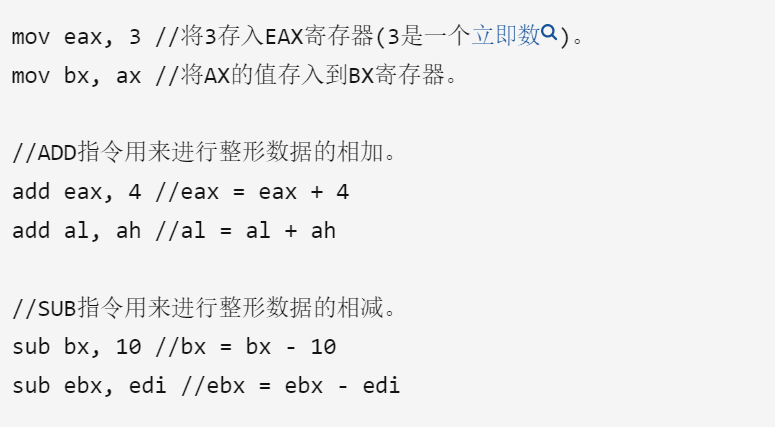 mov eax, 3 //将3存入EAX寄存器(3是一个立即数)。
mov bx, ax //将AX的值存入到BX寄存器。
//ADD指令用来进行整形数据的相加。
add eax, 4 //eax = eax + 4
add al, ah //al = al + ah
//SUB指令用来进行整形数据的相减。
sub bx, 10 //bx = bx - 10
sub ebx, edi //ebx = ebx - edi